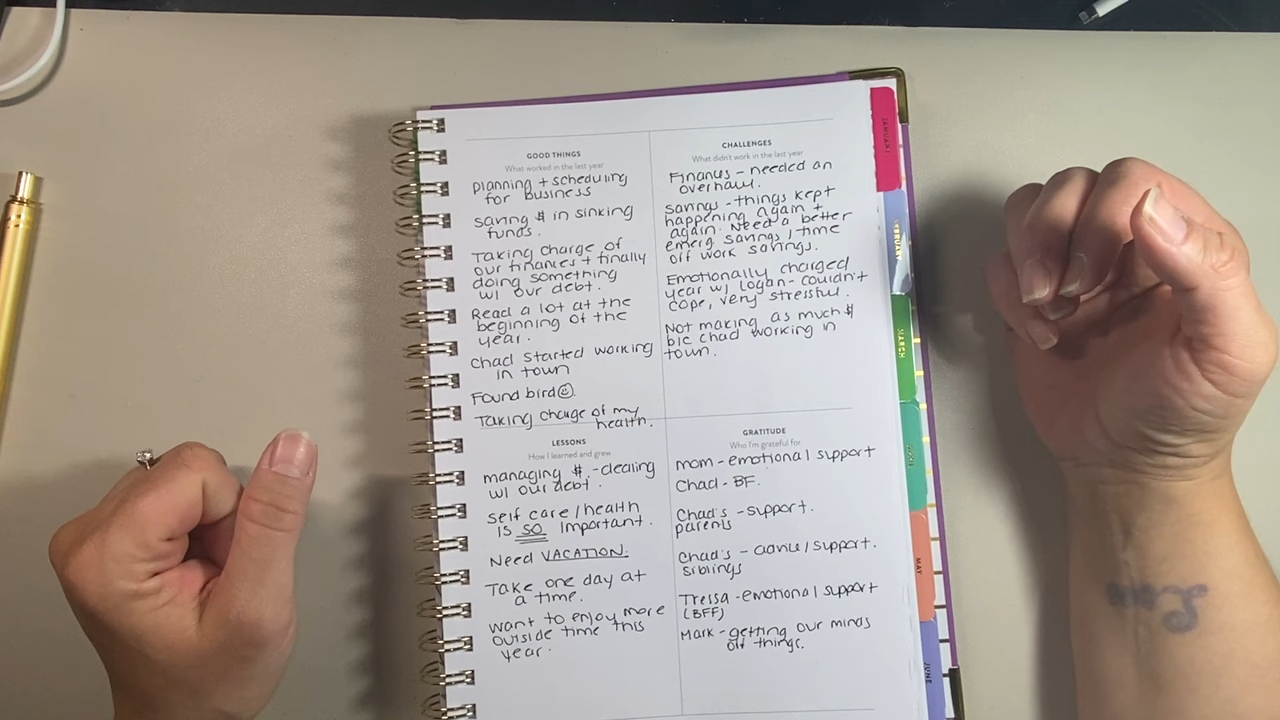 GOOD THINGS
What worked in the last year
planning + scheduling
for business
saving $ in sinking
funds.
Taking charge of
our finances + finally
doing something
w/ our debt.
Read a lot at the
beginning of the
year.
Chad started working
in town
Found bird☺.
Taking charge of my
health.
CHALLENGES
What didn't work in the last year
Finances - needed an
overhaul.
savings - things kept
happening again +
again. Need a better
emerg savings / time
off work savings.
Emotionally charged
year w/ Logan - couldn't
cope, very stressful.
Not making as much $
b/c chad working in
town.
LESSONS
How I learned and grew
managing $ - dealing
w/ our debt.
self care / health
is SO important.
Need VACATION.
Take one day at
a time.
want to enjoy more
outside time this
year.
GRATITUDE
Who I'm grateful for
mom - emotional support
Chad - BF.
Chad's - support.
parents
Chad's - advice / support.
siblings
Tressa - emotional support
(BFF)
Mark - getting our minds
off things.
JANUARY
FEBRUARY
MARCH
APRIL
MAY
JUNE